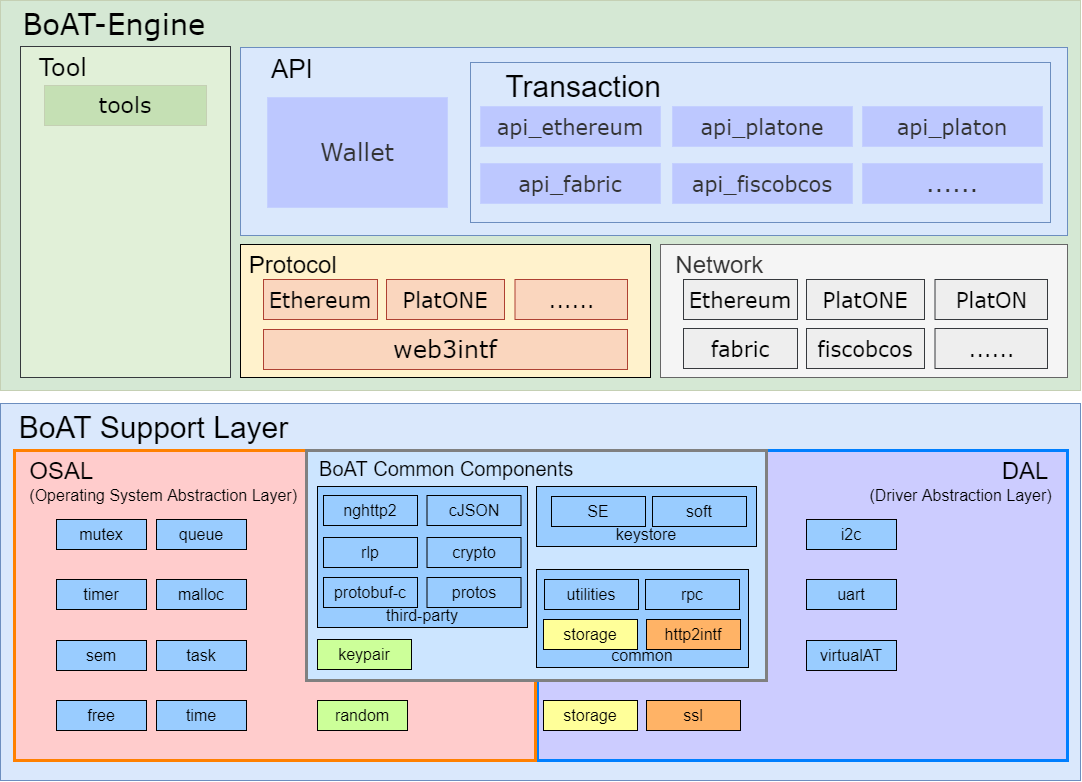 BoAT-Engine
Tool
tools
API
Wallet
Transaction
api_ethereum api_platone api_platon
api_fabric api_fiscobcos ......
Protocol
Ethereum PlatONE ......
web3intf
Network
Ethereum PlatONE PlatON
fabric fiscobcos ......
BoAT Support Layer
OSAL
(Operating System Abstraction Layer)
mutex queue
timer malloc
sem task
free time
random
BoAT Common Components
nghttp2 cJSON
rlp crypto
protobuf-c protos
third-party
keypair
SE soft
keystore
utilities rpc
storage http2intf
common
DAL
(Driver Abstraction Layer)
i2c
uart
virtualAT
storage ssl